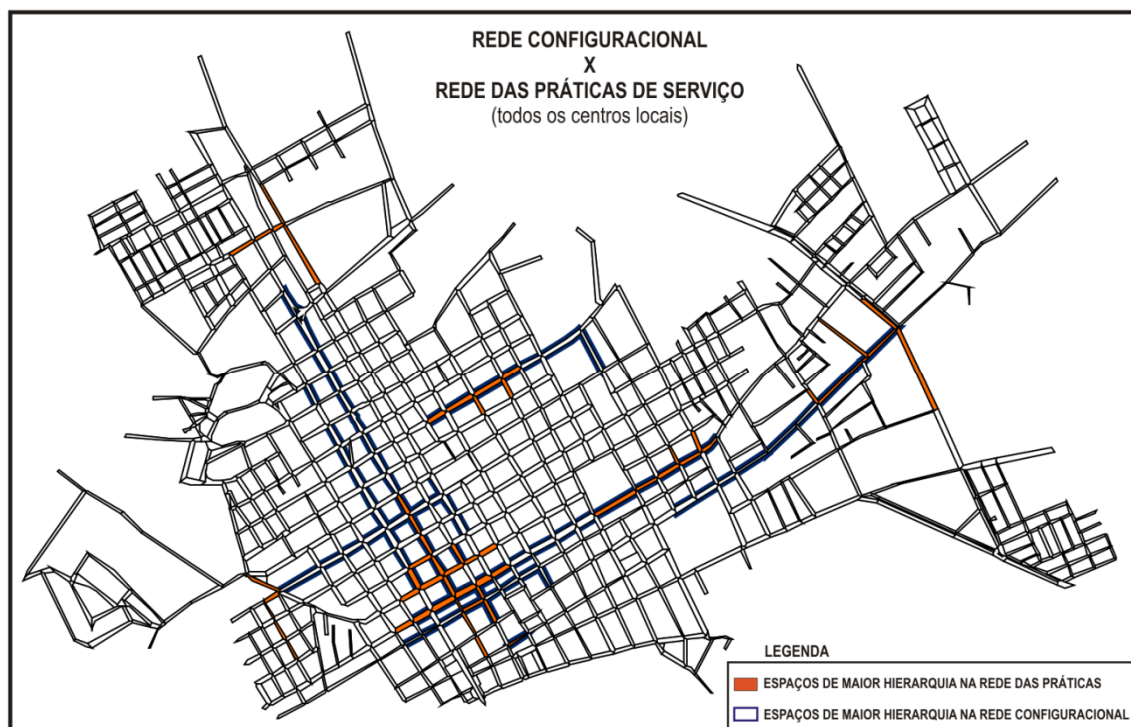 REDE CONFIGURACIONAL
X
REDE DAS PRÁTICAS DE SERVIÇO
(todos os centros locais)
LEGENDA
ESPAÇOS DE MAIOR HIERARQUIA NA REDE DAS PRÁTICAS
ESPAÇOS DE MAIOR HIERARQUIA NA REDE CONFIGURACIONAL